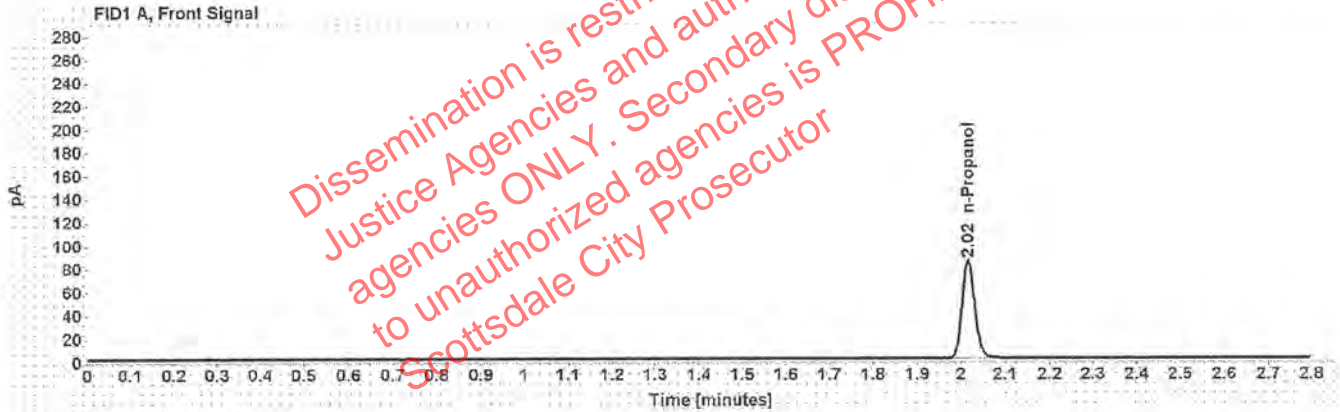 FID1 A, Front Signal
280
260
240
220
200
180
160
140
120
100
80
60
40
20
0
pA
2.02 n-Propanol
0 0.1 0.2 0.3 0.4 0.5 0.6 0.7 0.8 0.9 1 1.1 1.2 1.3 1.4 1.5 1.6 1.7 1.8 1.9 2 2.1 2.2 2.3 2.4 2.5 2.6 2.7 2.8
Time [minutes]
Dissemination is
Justice Agencies and
agencies ONLY. Secondary
to unauthorized agencies is
Scottsdale City Prosecutor